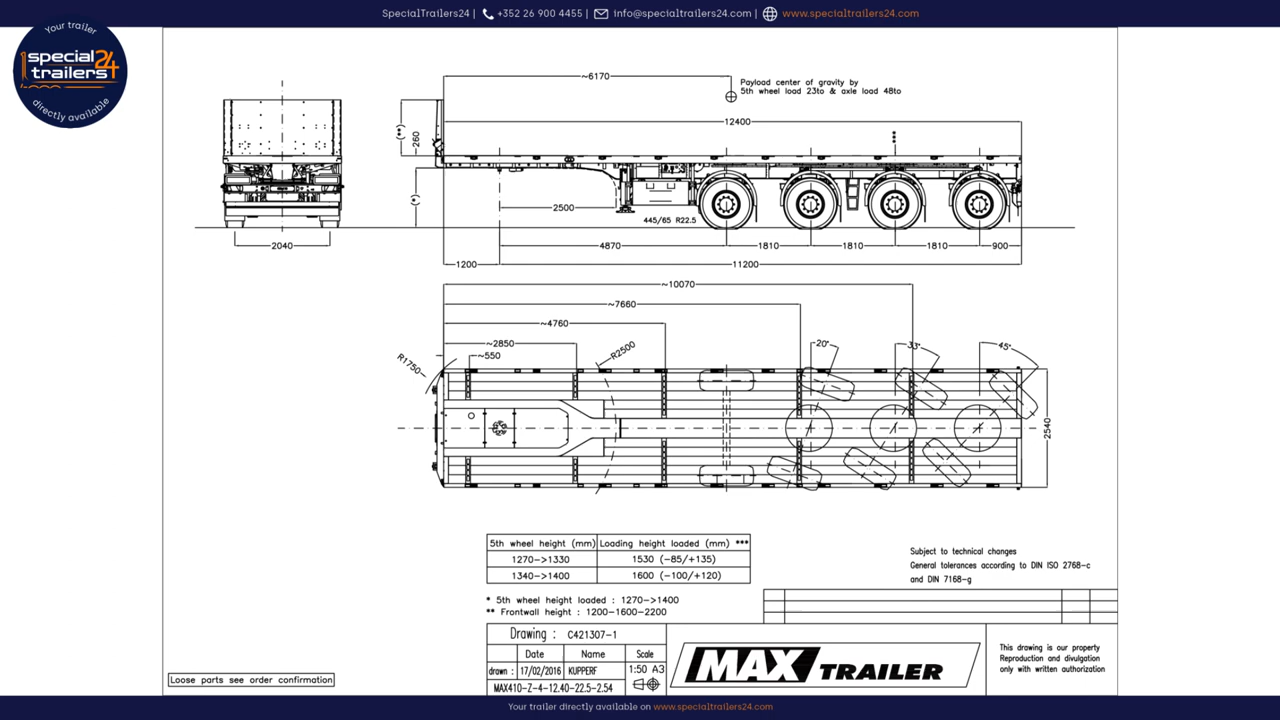 SpecialTrailers24 | +352 26 900 4455 | info@specialtrailers24.com | www.specialtrailers24.com
Your trailer
special 24
trailers
directly available
~6170
Payload center of gravity by
5th wheel load 23to & axle load 48to
12400
(**)
260
(***)
(*)
2500
445/65 R22.5
2040
4870
1810
1810
1810
900
1200
11200
~10070
~7660
~4760
~2850
~550
R1750
R2500
20°
33°
45°
2540
5th wheel height (mm) Loading height loaded (mm) ***
1270->1330 1530 (-85/+135)
1340->1400 1600 (-100/+120)
* 5th wheel height loaded : 1270->1400
** Frontwall height : 1200-1600-2200
Subject to technical changes
General tolerances according to DIN ISO 2768-c
and DIN 7168-g
Drawing : C421307-1
Date Name Scale
drawn : 17/02/2016 KUPPERF 1:50 A3
MAX410-Z-4-12.40-22.5-2.54
MAX TRAILER
This drawing is our property
Reproduction and divulgation
only with written authorization
Loose parts see order confirmation
Your trailer directly available on www.specialtrailers24.com